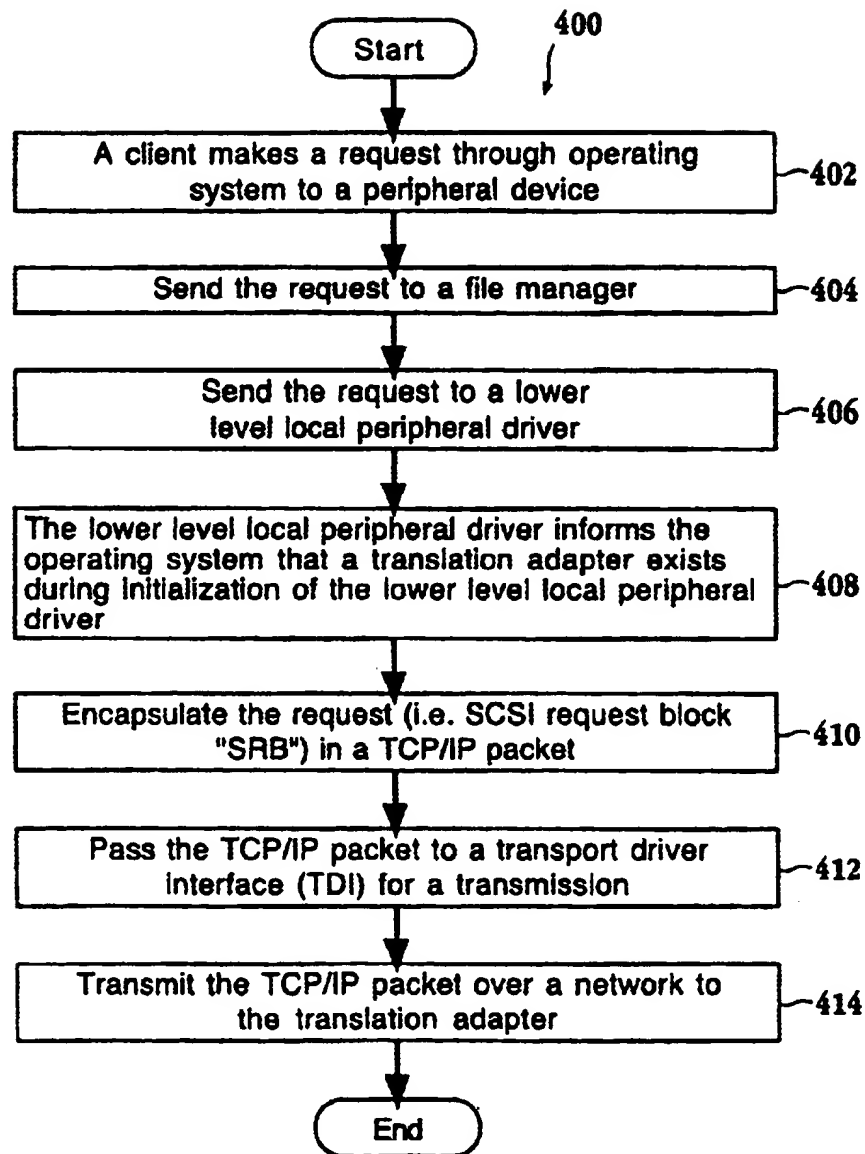 400
Start
A client makes a request through operating
system to a peripheral device
402
Send the request to a file manager
404
Send the request to a lower
level local peripheral driver
406
The lower level local peripheral driver informs the
operating system that a translation adapter exists
during initialization of the lower level local peripheral
driver
408
Encapsulate the request (i.e. SCSI request block
"SRB") in a TCP/IP packet
410
Pass the TCP/IP packet to a transport driver
interface (TDI) for a transmission
412
Transmit the TCP/IP packet over a network to
the translation adapter
414
End